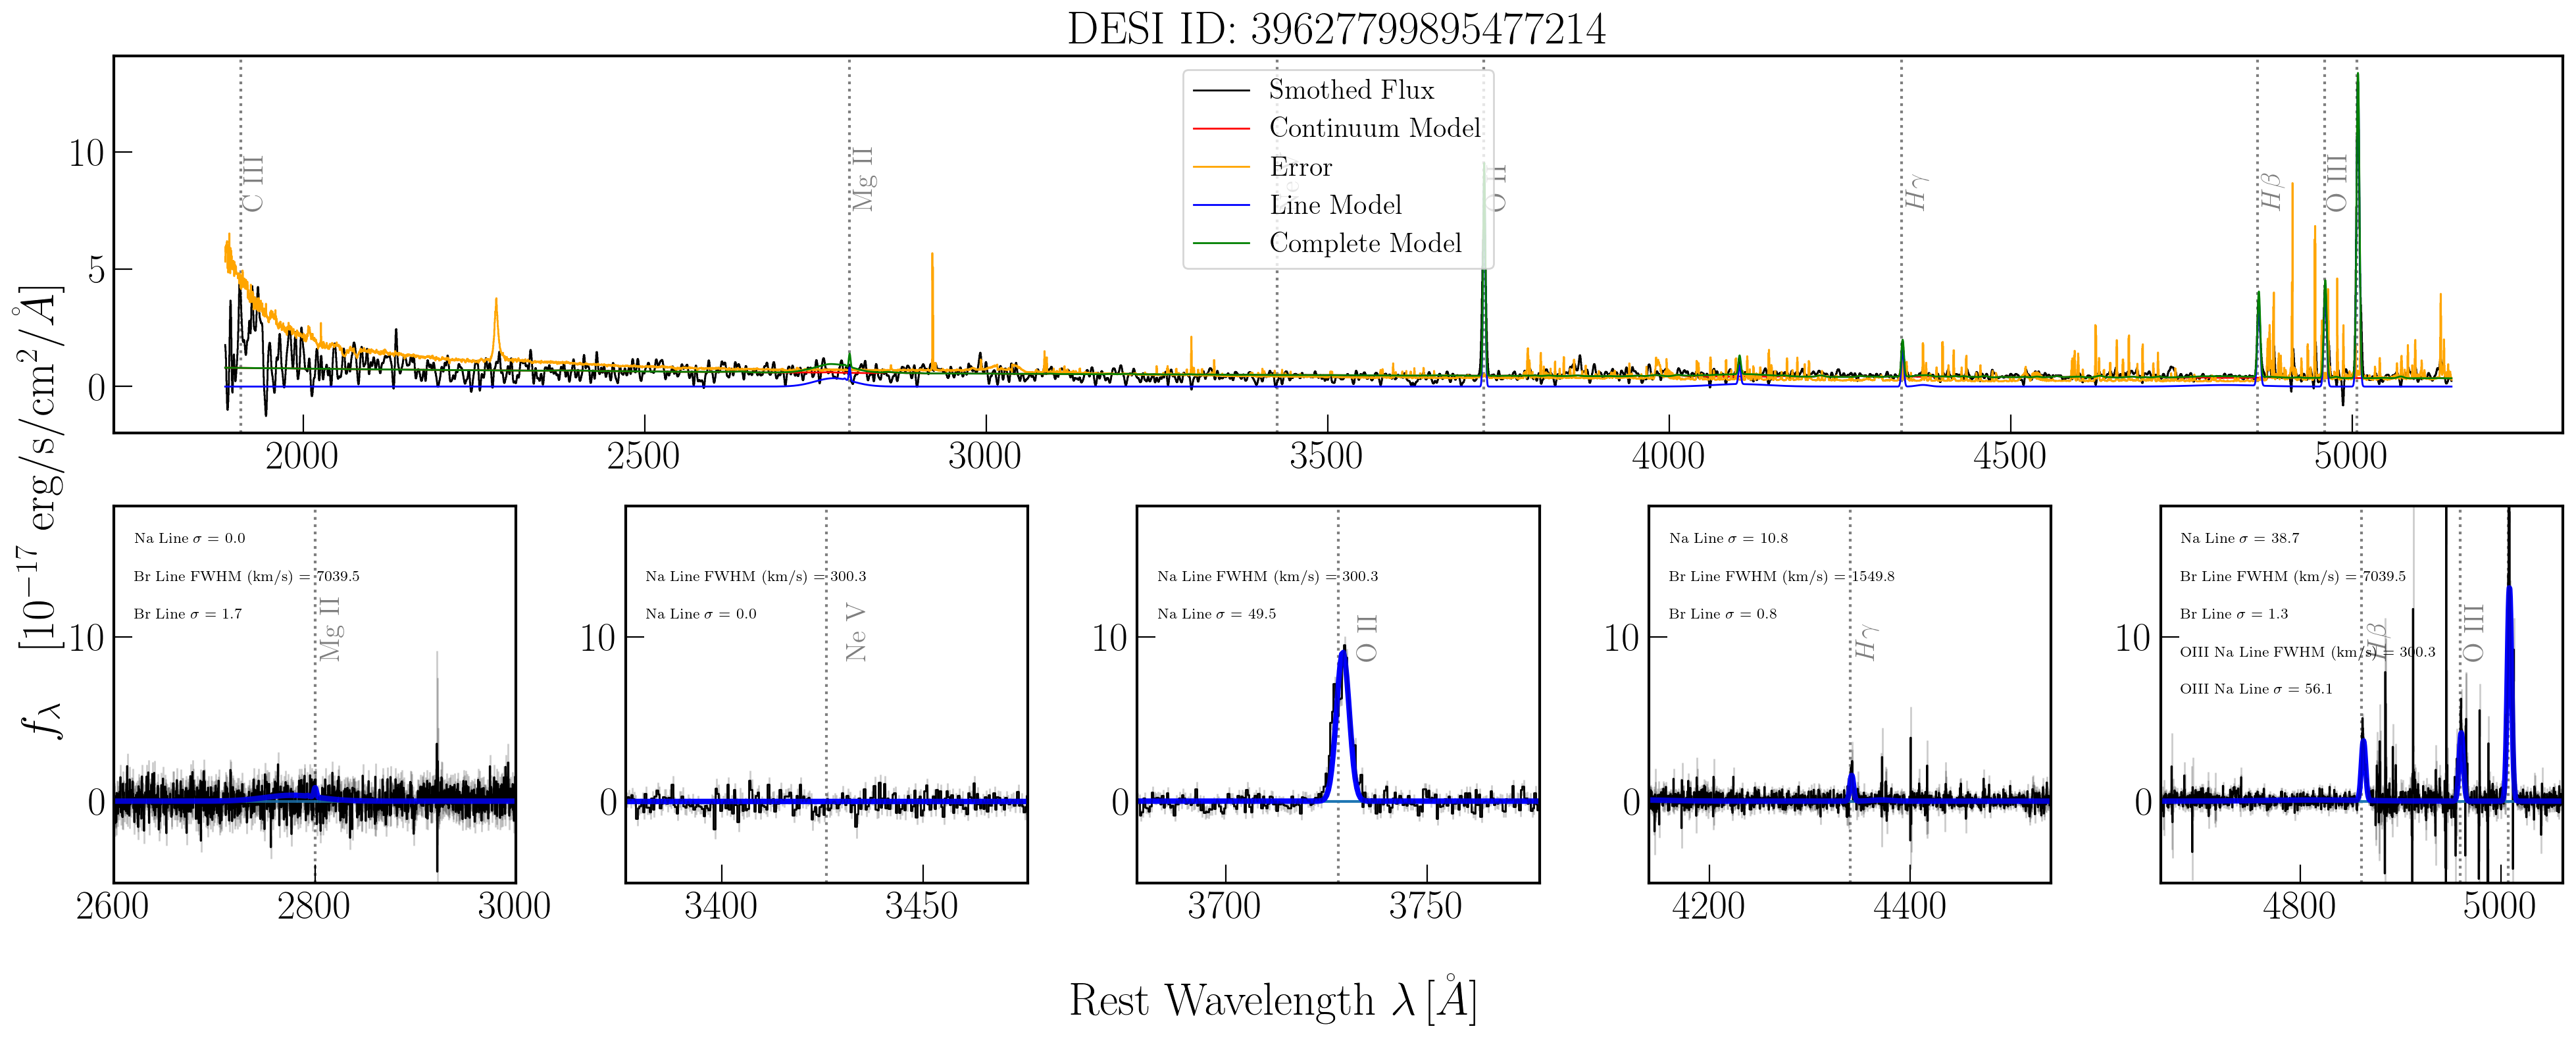 DESI ID: 39627799895477214
Smothed Flux
Continuum Model
Error
Line Model
Complete Model
C III
Mg II
O II
Hγ
Hβ
O III
10
5
0
2000 2500 3000 3500 4000 4500 5000
f_λ [10⁻¹⁷ erg/s/cm²/Å]
Na Line σ = 0.0
Br Line FWHM (km/s) = 7039.5
Br Line σ = 1.7
Mg II
10
0
2600 2800 3000
Na Line FWHM (km/s) = 300.3
Na Line σ = 0.0
Ne V
10
0
3400 3450
Na Line FWHM (km/s) = 300.3
Na Line σ = 49.5
O II
10
0
3700 3750
Na Line σ = 10.8
Br Line FWHM (km/s) = 1549.8
Br Line σ = 0.8
Hγ
10
0
4200 4400
Na Line σ = 38.7
Br Line FWHM (km/s) = 7039.5
Br Line σ = 1.3
OIII Na Line FWHM (km/s) = 300.3
OIII Na Line σ = 56.1
Hβ
O III
10
0
4800 5000
Rest Wavelength λ [Å]